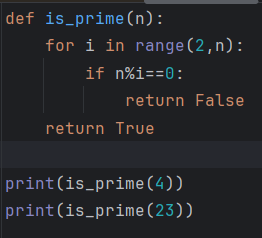 def is_prime(n):
    for i in range(2,n):
        if n%i==0:
            return False
    return True

print(is_prime(4))
print(is_prime(23))